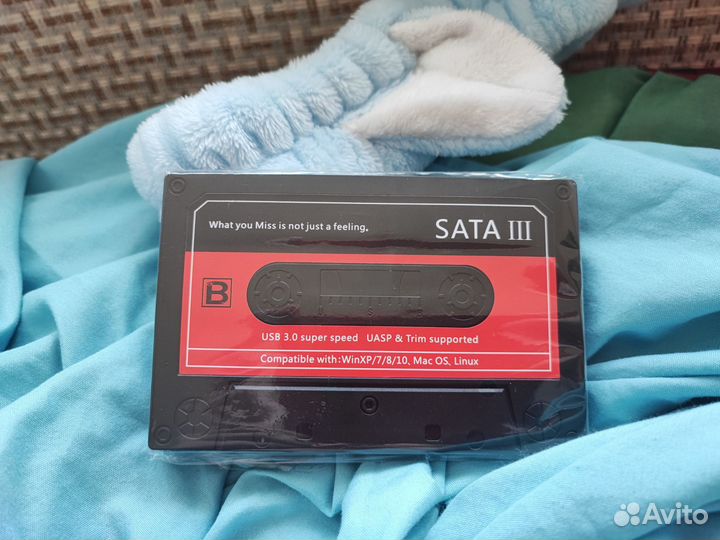 What you Miss is not just a feeling.
SATA III
B
USB 3.0 super speed UASP & Trim supported
Compatible with:WinXP/7/8/10、Mac OS、Linux
Avito